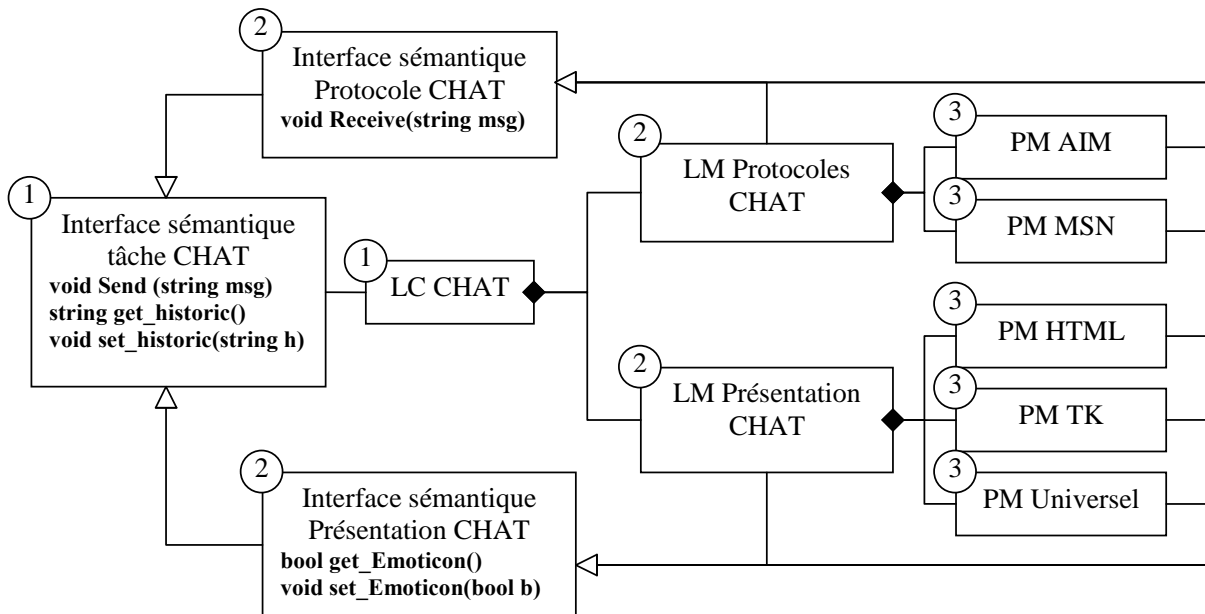 2
Interface sémantique
Protocole CHAT
void Receive(string msg)
1
Interface sémantique
tâche CHAT
void Send (string msg)
string get_historic()
void set_historic(string h)
2
Interface sémantique
Présentation CHAT
bool get_Emoticon()
void set_Emoticon(bool b)
1
LC CHAT
2
LM Protocoles
CHAT
2
LM Présentation
CHAT
3
PM AIM
3
PM MSN
3
PM HTML
3
PM TK
3
PM Universel